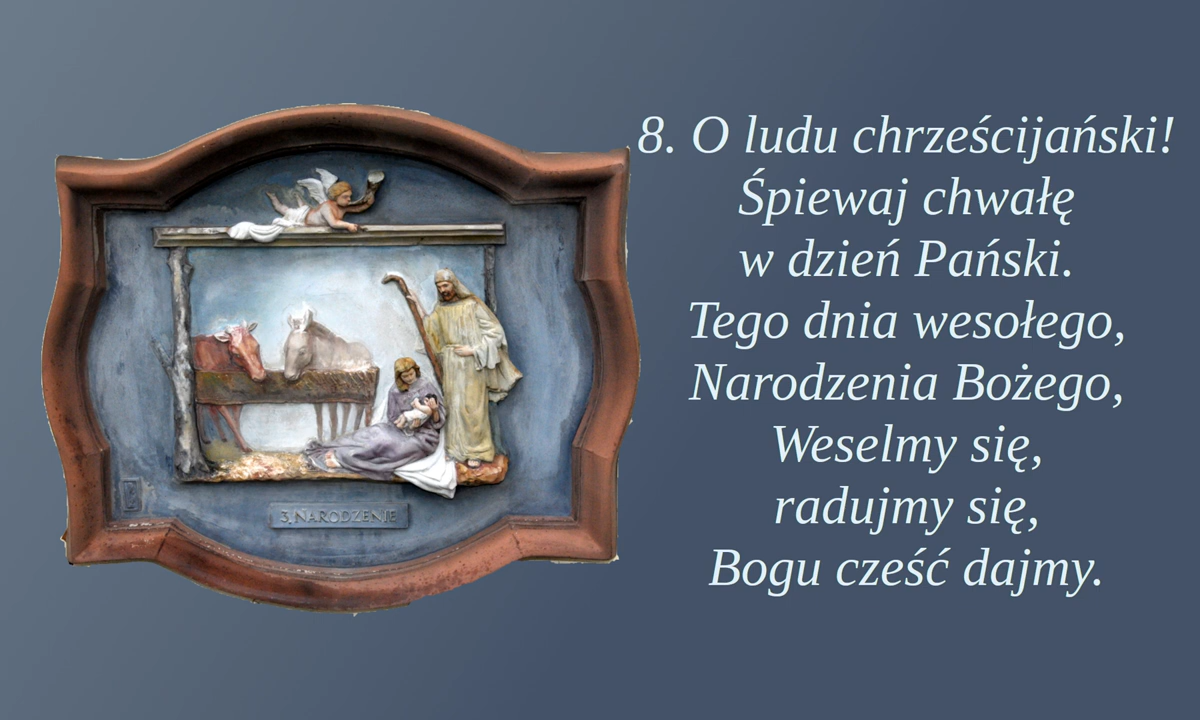 3. NARODZENIE
8. O ludu chrześcijański!
Śpiewaj chwałę
w dzień Pański.
Tego dnia wesołego,
Narodzenia Bożego,
Weselmy się,
radujmy się,
Bogu cześć dajmy.